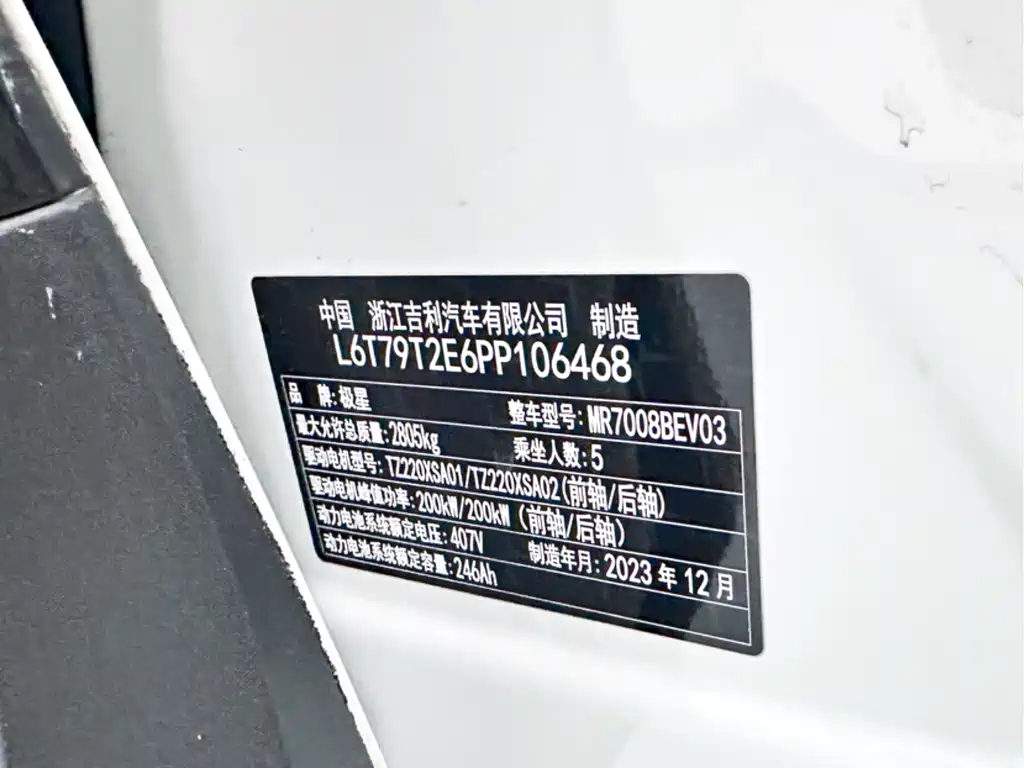 中国 浙江吉利汽车有限公司 制造
L6T79T2E6PP106468
品 牌:极星 整车型号:MR7008BEV03
最大允许总质量:2805kg 乘坐人数:5
驱动电机型号:TZ220XSA01/TZ220XSA02(前轴/后轴)
驱动电机峰值功率:200kW/200kW (前轴/后轴)
动力电池系统额定电压:407V 制造年月:2023年12月
动力电池系统额定容量:246Ah